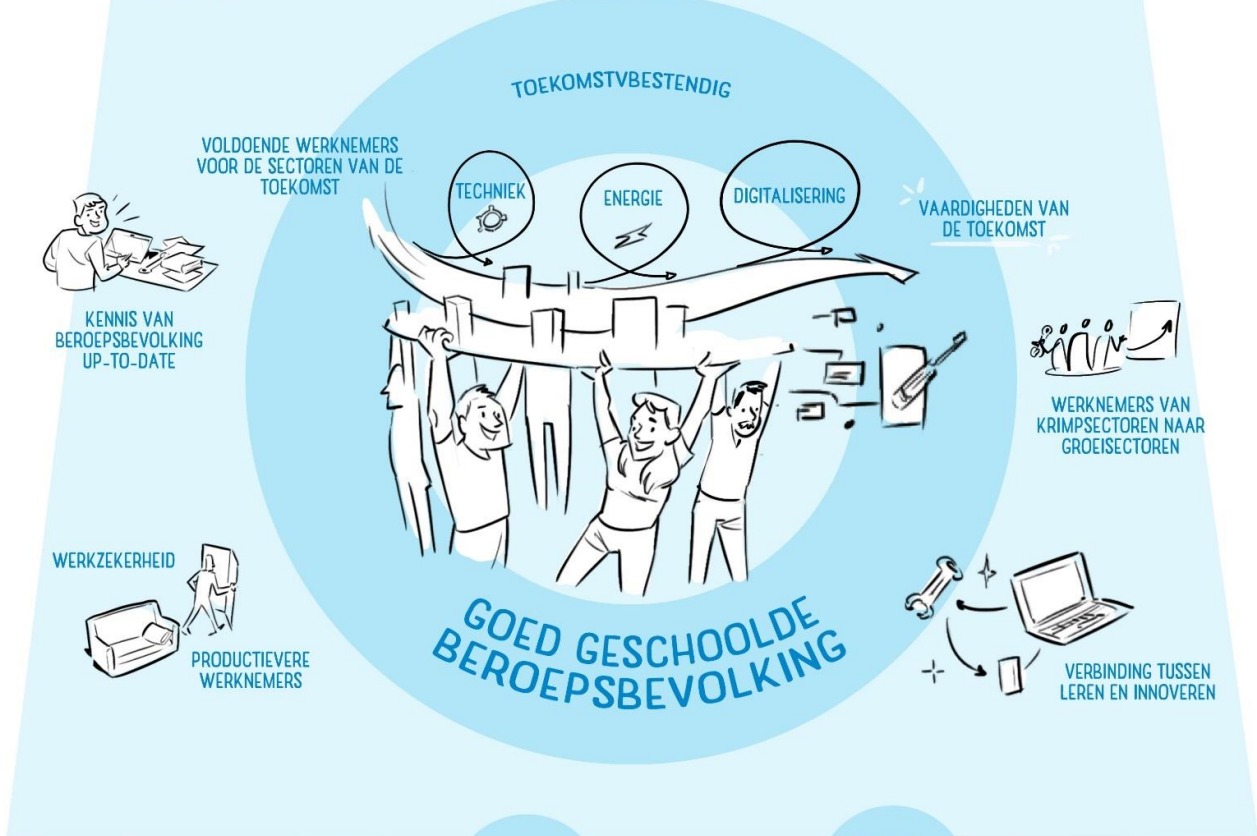 TOEKOMSTVBESTENDIG
VOLDOENDE WERKNEMERS
VOOR DE SECTOREN VAN DE
TOEKOMST
TECHNIEK
ENERGIE
DIGITALISERING
VAARDIGHEDEN VAN
DE TOEKOMST
KENNIS VAN
BEROEPSBEVOLKING
UP-TO-DATE
WERKNEMERS VAN
KRIMPSECTOREN NAAR
GROEISECTOREN
WERKZEKERHEID
PRODUCTIEVERE
WERKNEMERS
GOED GESCHOOLDE
BEROEPSBEVOLKING
VERBINDING TUSSEN
LEREN EN INNOVEREN